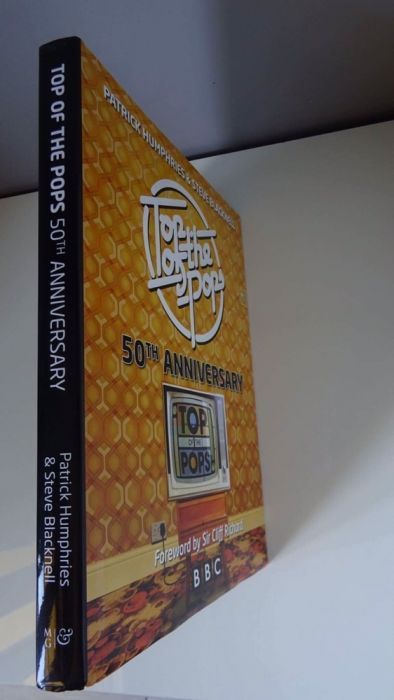 TOP OF THE POPS 50TH ANNIVERSARY
Patrick Humphries
& Steve Blacknell
M&G
PATRICK HUMPHRIES & STEVE BLACKNELL
Top
of the
Pops
50TH ANNIVERSARY
TOP
OF THE
POPS
Foreword by Sir Cliff Richard
BBC